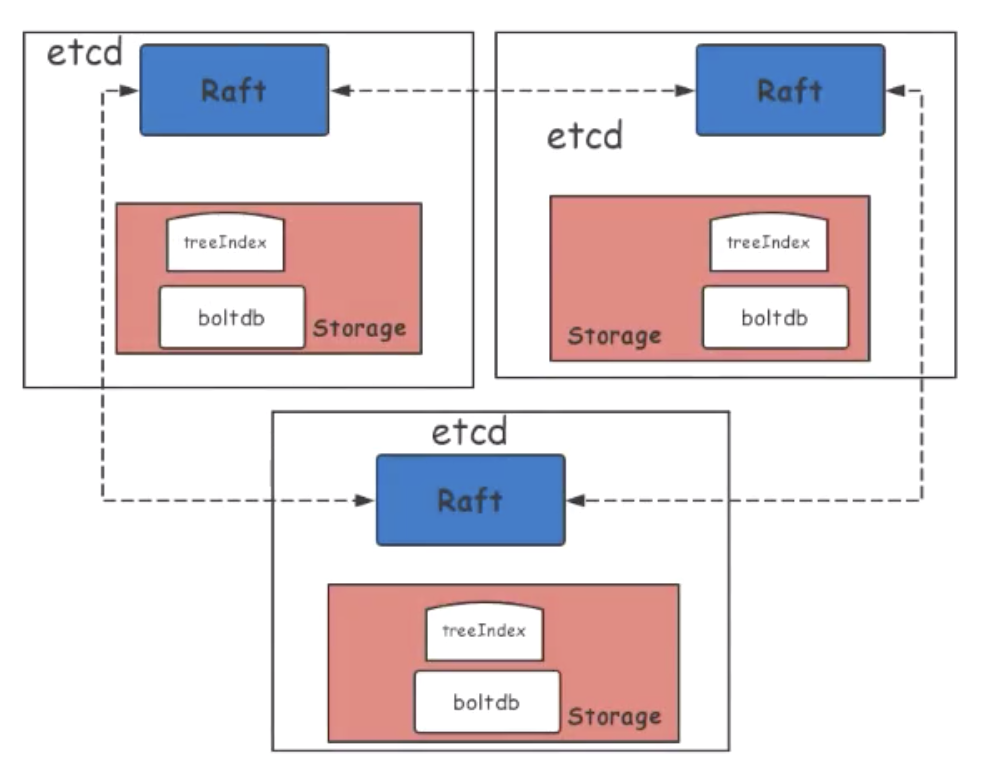 etcd
Raft
treeIndex
boltdb
Storage
Raft
etcd
treeIndex
boltdb
Storage
etcd
Raft
treeIndex
boltdb
Storage